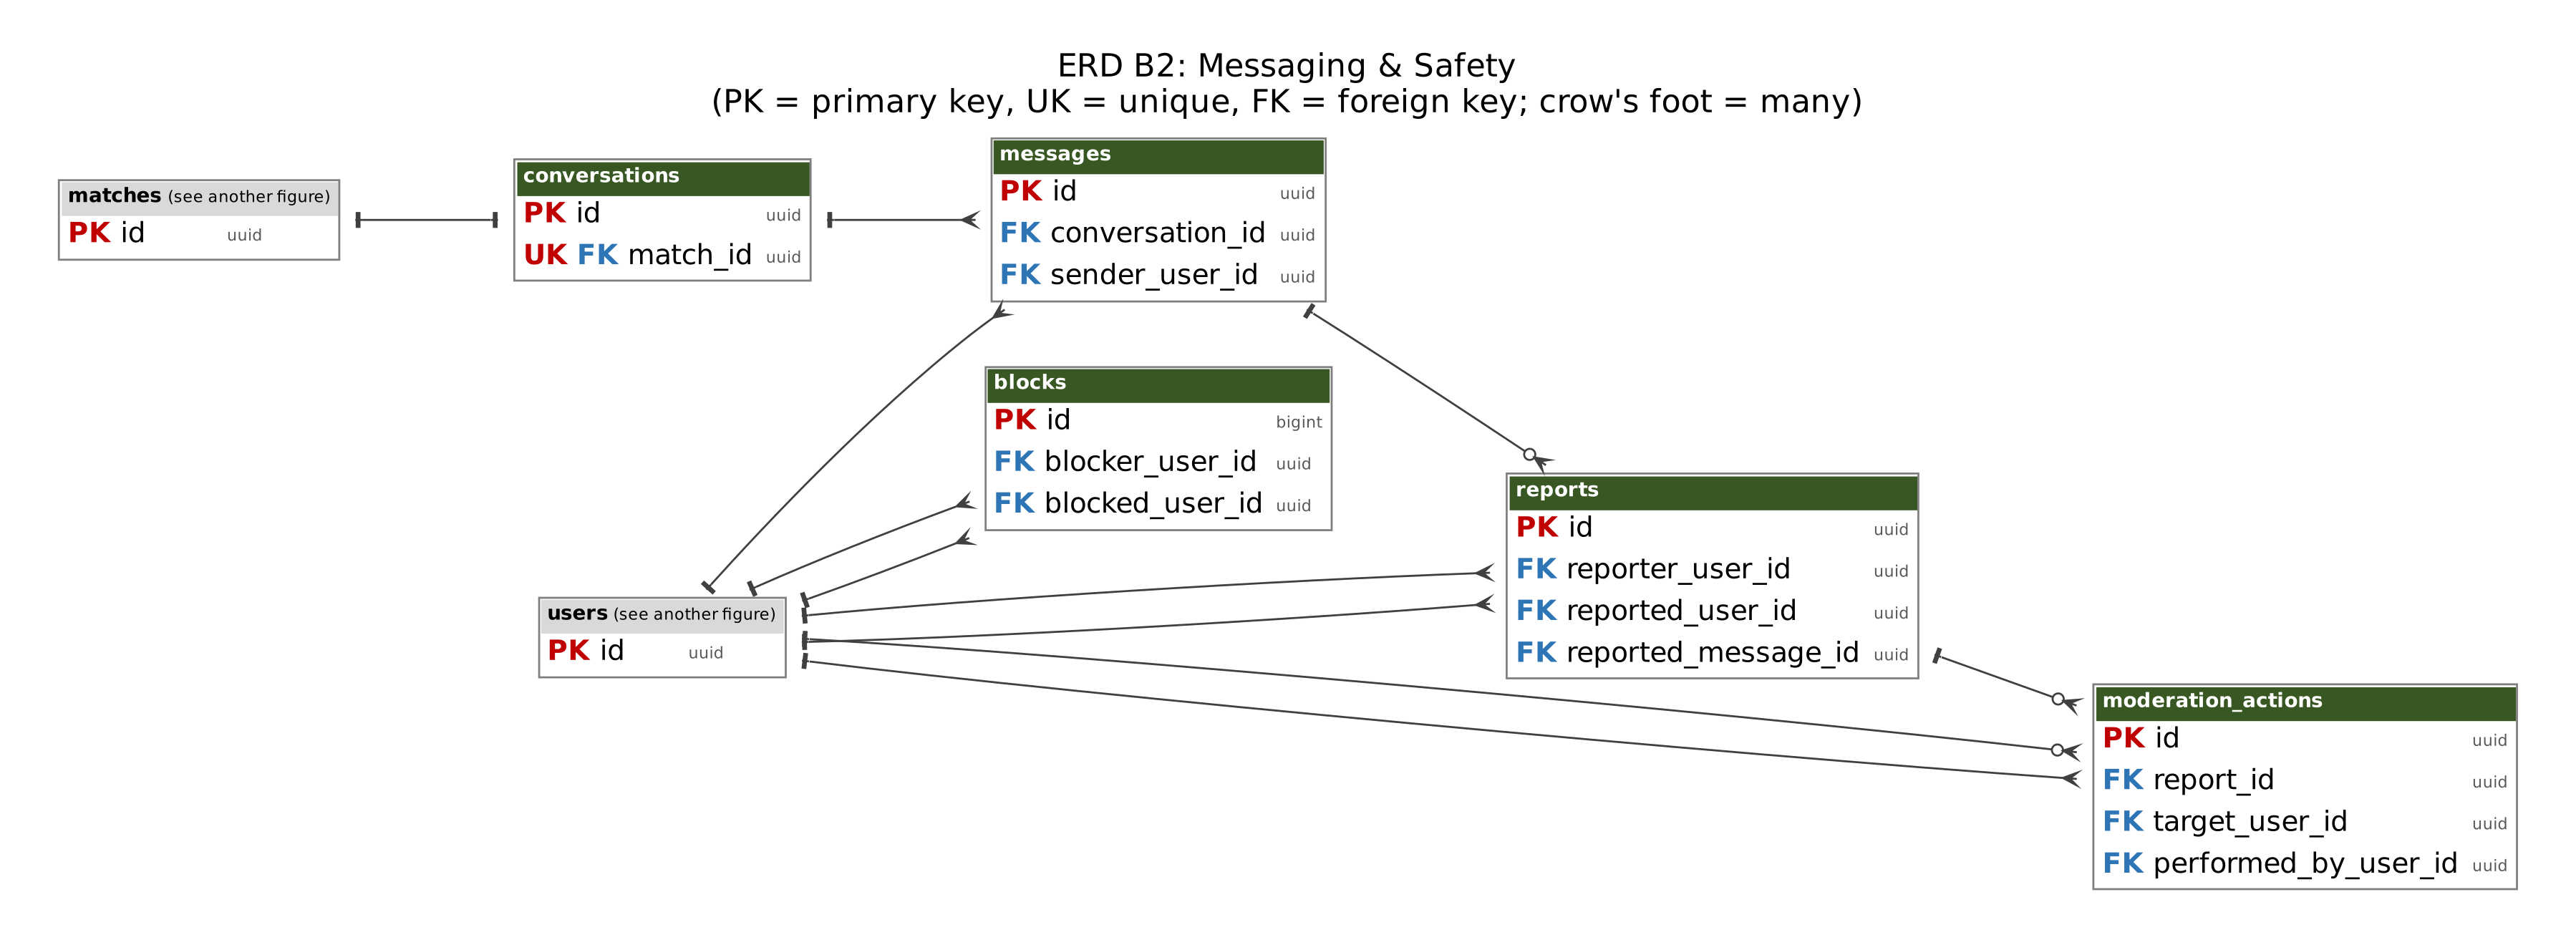 ERD B2: Messaging & Safety
(PK = primary key, UK = unique, FK = foreign key; crow's foot = many)
matches (see another figure)
PK id uuid
conversations
PK id uuid
UK FK match_id uuid
messages
PK id uuid
FK conversation_id uuid
FK sender_user_id uuid
blocks
PK id bigint
FK blocker_user_id uuid
FK blocked_user_id uuid
users (see another figure)
PK id uuid
reports
PK id uuid
FK reporter_user_id uuid
FK reported_user_id uuid
FK reported_message_id uuid
moderation_actions
PK id uuid
FK report_id uuid
FK target_user_id uuid
FK performed_by_user_id uuid